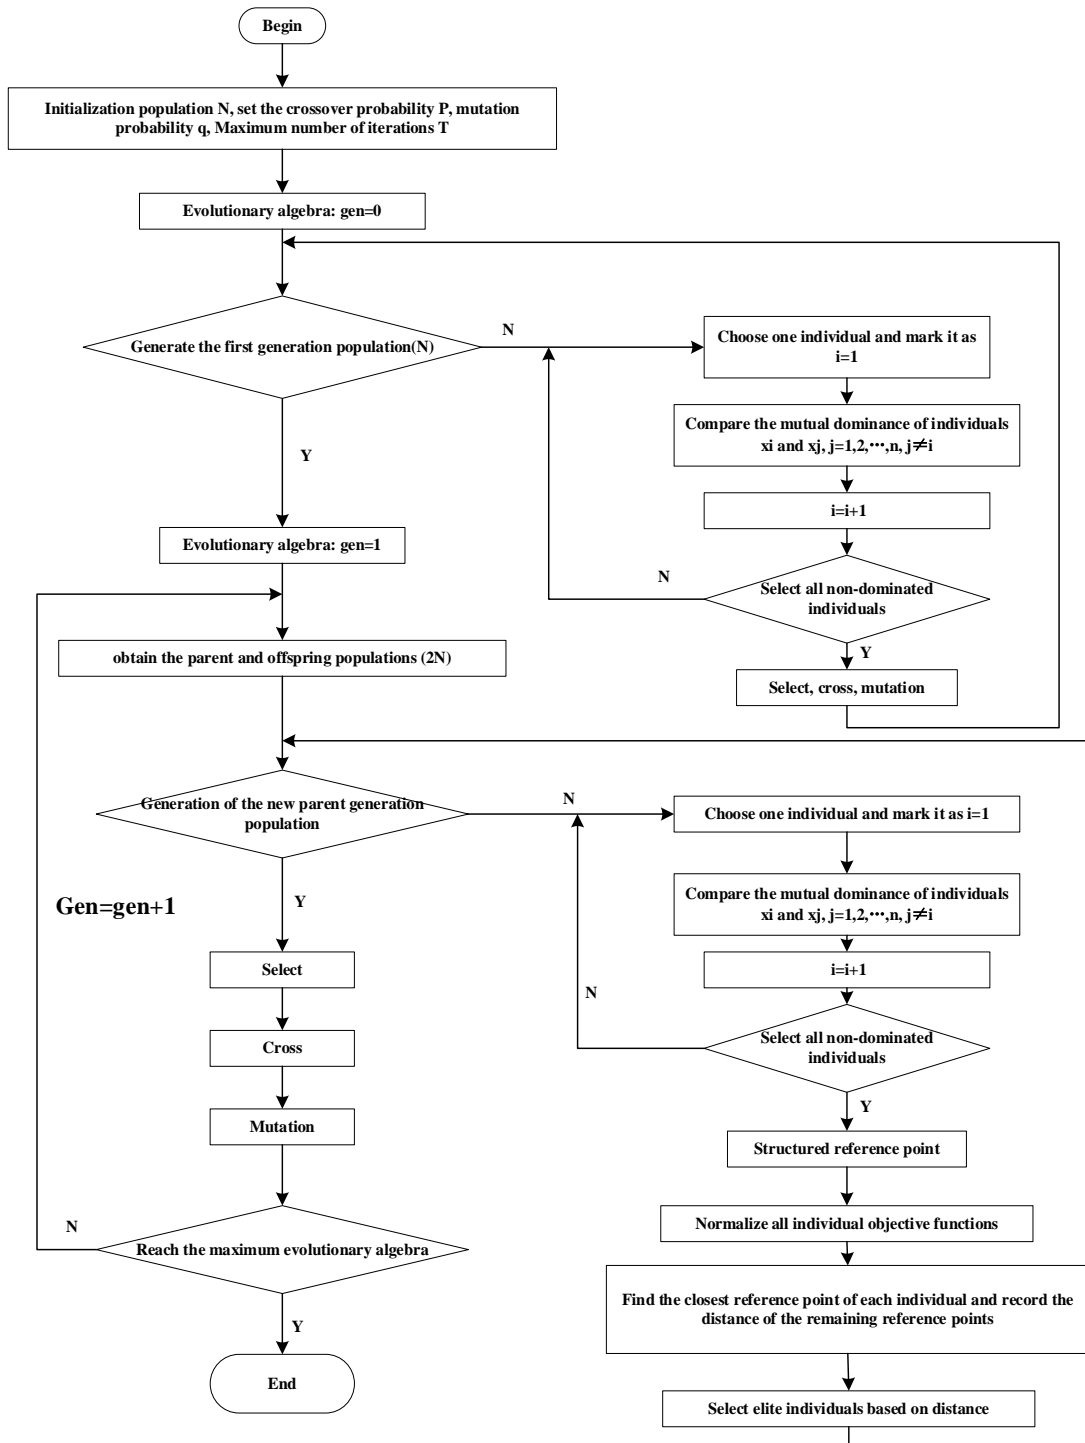 Begin
Initialization population N, set the crossover probability P, mutation
probability q, Maximum number of iterations T
Evolutionary algebra: gen=0
Generate the first generation population(N)
N
Choose one individual and mark it as
i=1
Compare the mutual dominance of individuals
xi and xj, j=1,2,···,n, j≠i
i=i+1
Select all non-dominated
individuals
N
Y
Select, cross, mutation
Y
Evolutionary algebra: gen=1
obtain the parent and offspring populations (2N)
Generation of the new parent generation
population
N
Choose one individual and mark it as i=1
Compare the mutual dominance of individuals
xi and xj, j=1,2,···,n, j≠i
i=i+1
N
Select all non-dominated
individuals
Y
Structured reference point
Normalize all individual objective functions
Find the closest reference point of each individual and record the
distance of the remaining reference points
Select elite individuals based on distance
Gen=gen+1
Y
Select
Cross
Mutation
N
Reach the maximum evolutionary algebra
Y
End